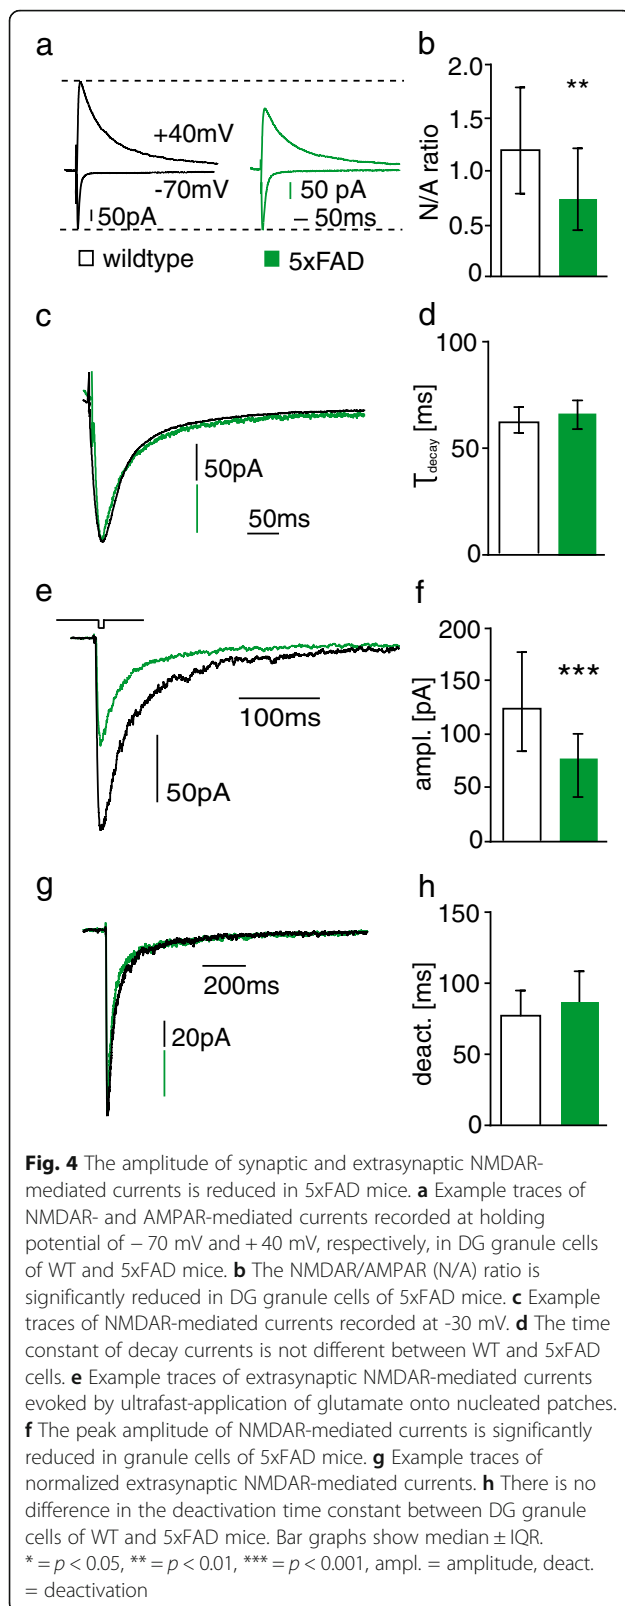 a
+40mV
-70mV
50pA
50 pA
– 50ms
wildtype
5xFAD
b
N/A ratio
2.0
1.5
1.0
0.5
0
**
c
50pA
50ms
d
τdecay [ms]
100
50
0
e
100ms
50pA
f
ampl. [pA]
200
150
100
50
0
***
g
200ms
20pA
h
deact. [ms]
150
100
50
0
Fig. 4 The amplitude of synaptic and extrasynaptic NMDAR-
mediated currents is reduced in 5xFAD mice. a Example traces of
NMDAR- and AMPAR-mediated currents recorded at holding
potential of − 70 mV and + 40 mV, respectively, in DG granule cells
of WT and 5xFAD mice. b The NMDAR/AMPAR (N/A) ratio is
significantly reduced in DG granule cells of 5xFAD mice. c Example
traces of NMDAR-mediated currents recorded at -30 mV. d The time
constant of decay currents is not different between WT and 5xFAD
cells. e Example traces of extrasynaptic NMDAR-mediated currents
evoked by ultrafast-application of glutamate onto nucleated patches.
f The peak amplitude of NMDAR-mediated currents is significantly
reduced in granule cells of 5xFAD mice. g Example traces of
normalized extrasynaptic NMDAR-mediated currents. h There is no
difference in the deactivation time constant between DG granule
cells of WT and 5xFAD mice. Bar graphs show median ± IQR.
* = p < 0.05, ** = p < 0.01, *** = p < 0.001, ampl. = amplitude, deact.
= deactivation